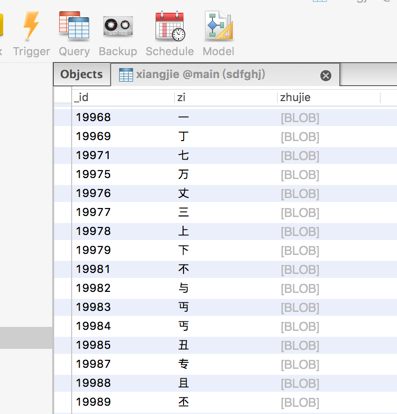 Trigger Query Backup Schedule Model
Objects xiangjie @main (sdfghj)
_id zi zhujie
19968 一 [BLOB]
19969 丁 [BLOB]
19971 七 [BLOB]
19975 万 [BLOB]
19976 丈 [BLOB]
19977 三 [BLOB]
19978 上 [BLOB]
19979 下 [BLOB]
19981 不 [BLOB]
19982 与 [BLOB]
19983 丏 [BLOB]
19984 丐 [BLOB]
19985 丑 [BLOB]
19987 专 [BLOB]
19988 且 [BLOB]
19989 丕 [BLOB]